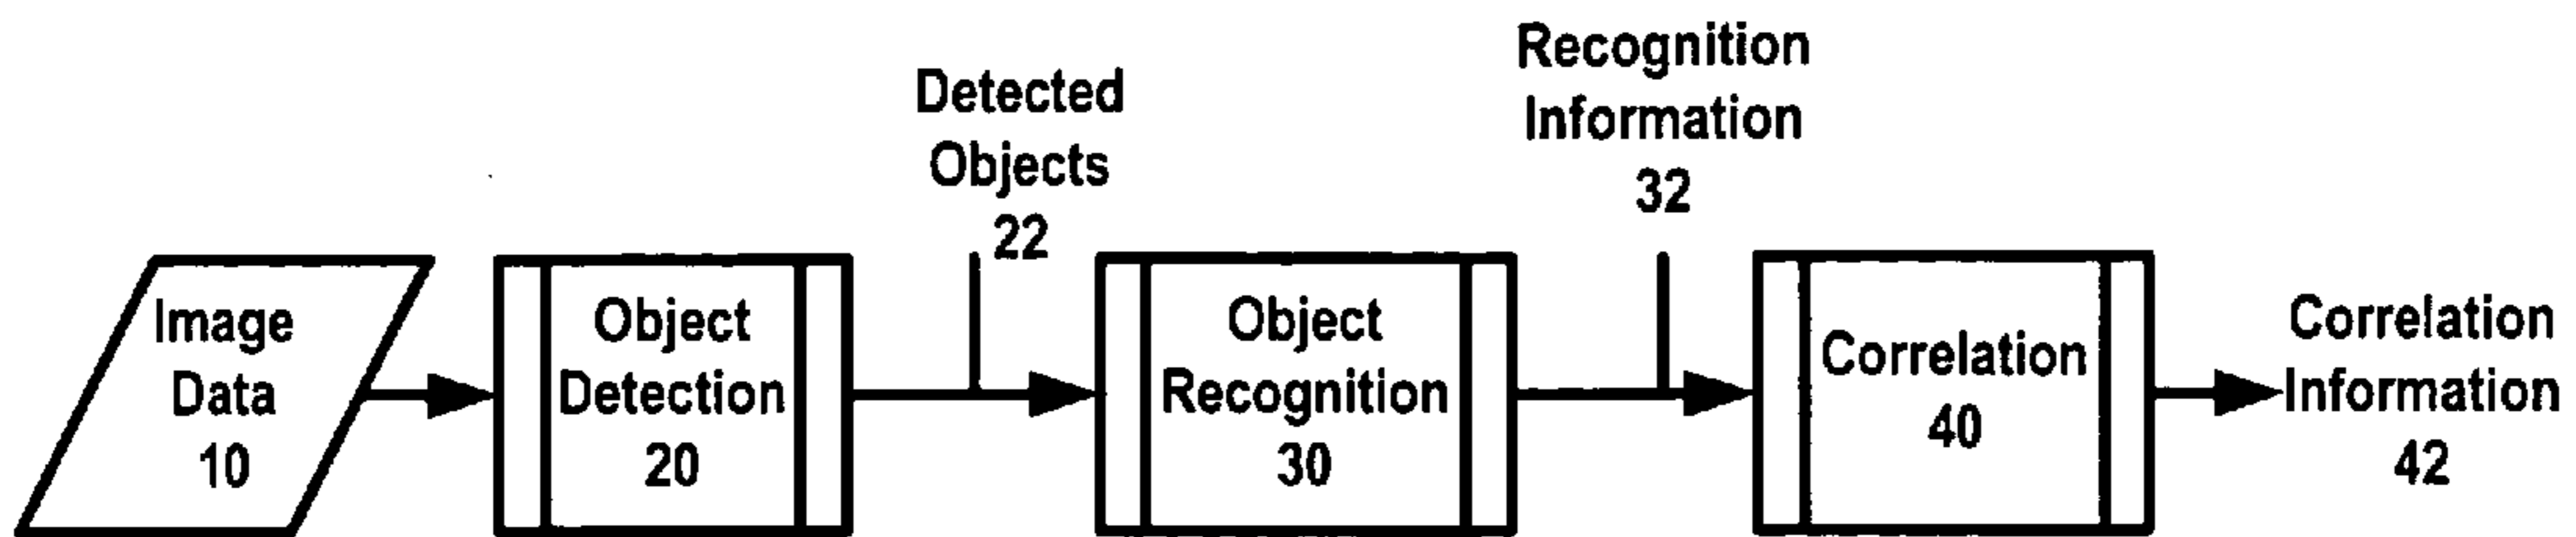 Image
Data
10
Object
Detection
20
Detected
Objects
22
Object
Recognition
30
Recognition
Information
32
Correlation
40
Correlation
Information
42